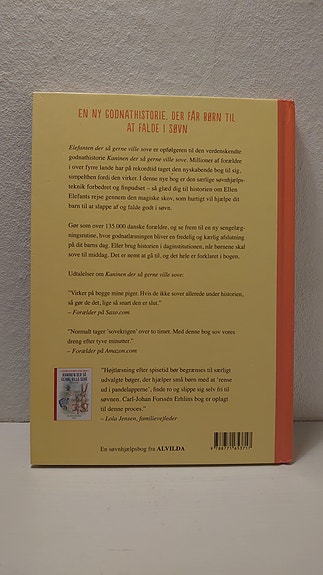 EN NY GODNATHISTORIE, DER FÅR BØRN TIL
AT FALDE I SØVN
Elefanten der så gerne ville sove er opfølgeren til den verdenskendte
godnathistorie Kaninen der så gerne ville sove. Millioner af forældre
i over fyrre lande har på rekordtid taget den nyskabende bog til sig,
simpelthen fordi den virker. I denne nye bog er den særlige søvnhjælps-
teknik forbedret og finpudset – så glæd dig til historien om Ellen
Elefants rejse gennem den magiske skov, som hurtigt vil hjælpe dit
barn til at slappe af og falde godt i søvn.
Gør som over 135.000 danske forældre, og se frem til en ny sengelæg-
ningsrutine, hvor godnatlæsningen bliver en fredelig og kærlig afslutning
på dit barns dag. Eller brug historien i daginstitutionen, når børnene skal
sove til middag. Det er nemt at gå til, og det hele er forklaret i bogen.
Udtalelser om Kaninen der så gerne ville sove:
"Virker på begge mine piger. Hvis de ikke sover allerede under historien,
så gør de det, lige så snart den er slut."
– Forælder på Saxo.com
"Normalt tager 'sovekrigen' over to timer. Med denne bog sov vores
dreng efter tyve minutter."
– Forælder på Amazon.com
KANINEN DER SÅ
GERNE VILLE SOVE
"Højtlæsning efter spisetid bør begrænses til særligt
udvalgte bøger, der hjælper små børn med at 'rense
ud i pandelapperne', finde ro og slippe sig selv fri til
søvnen. Carl-Johan Forssén Ehrlins bog er oplagt
til denne proces."
– Lola Jensen, familievejleder
En søvnhjælpsbog fra ALVILDA